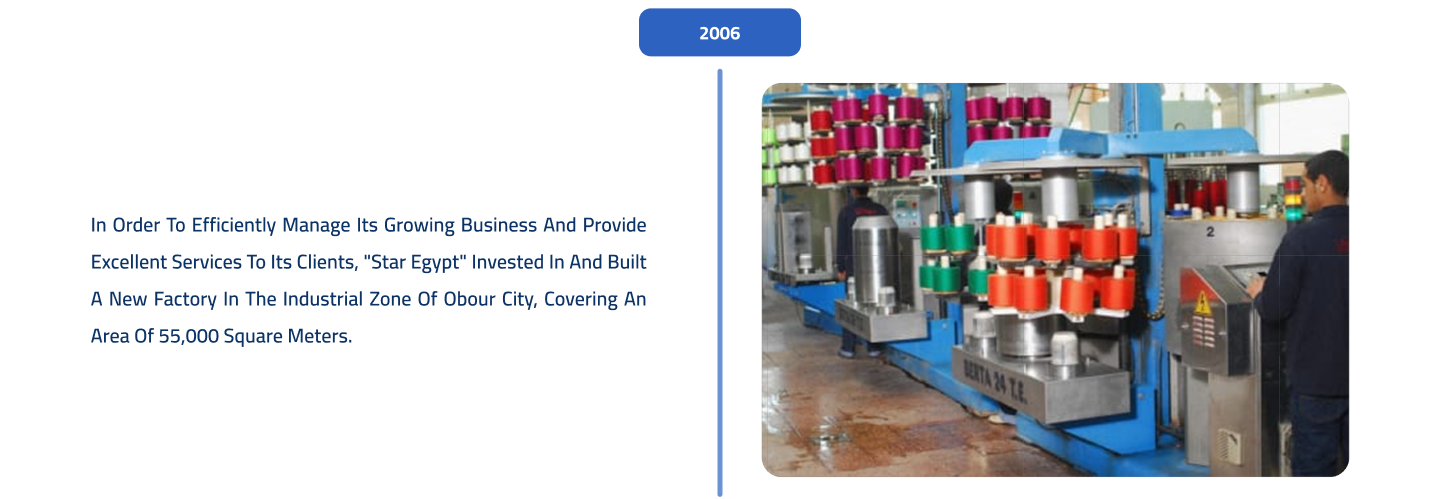 2006
In Order To Efficiently Manage Its Growing Business And Provide
Excellent Services To Its Clients, "Star Egypt" Invested In And Built
A New Factory In The Industrial Zone Of Obour City, Covering An
Area Of 55,000 Square Meters.
2
BERTA 24 T.E.